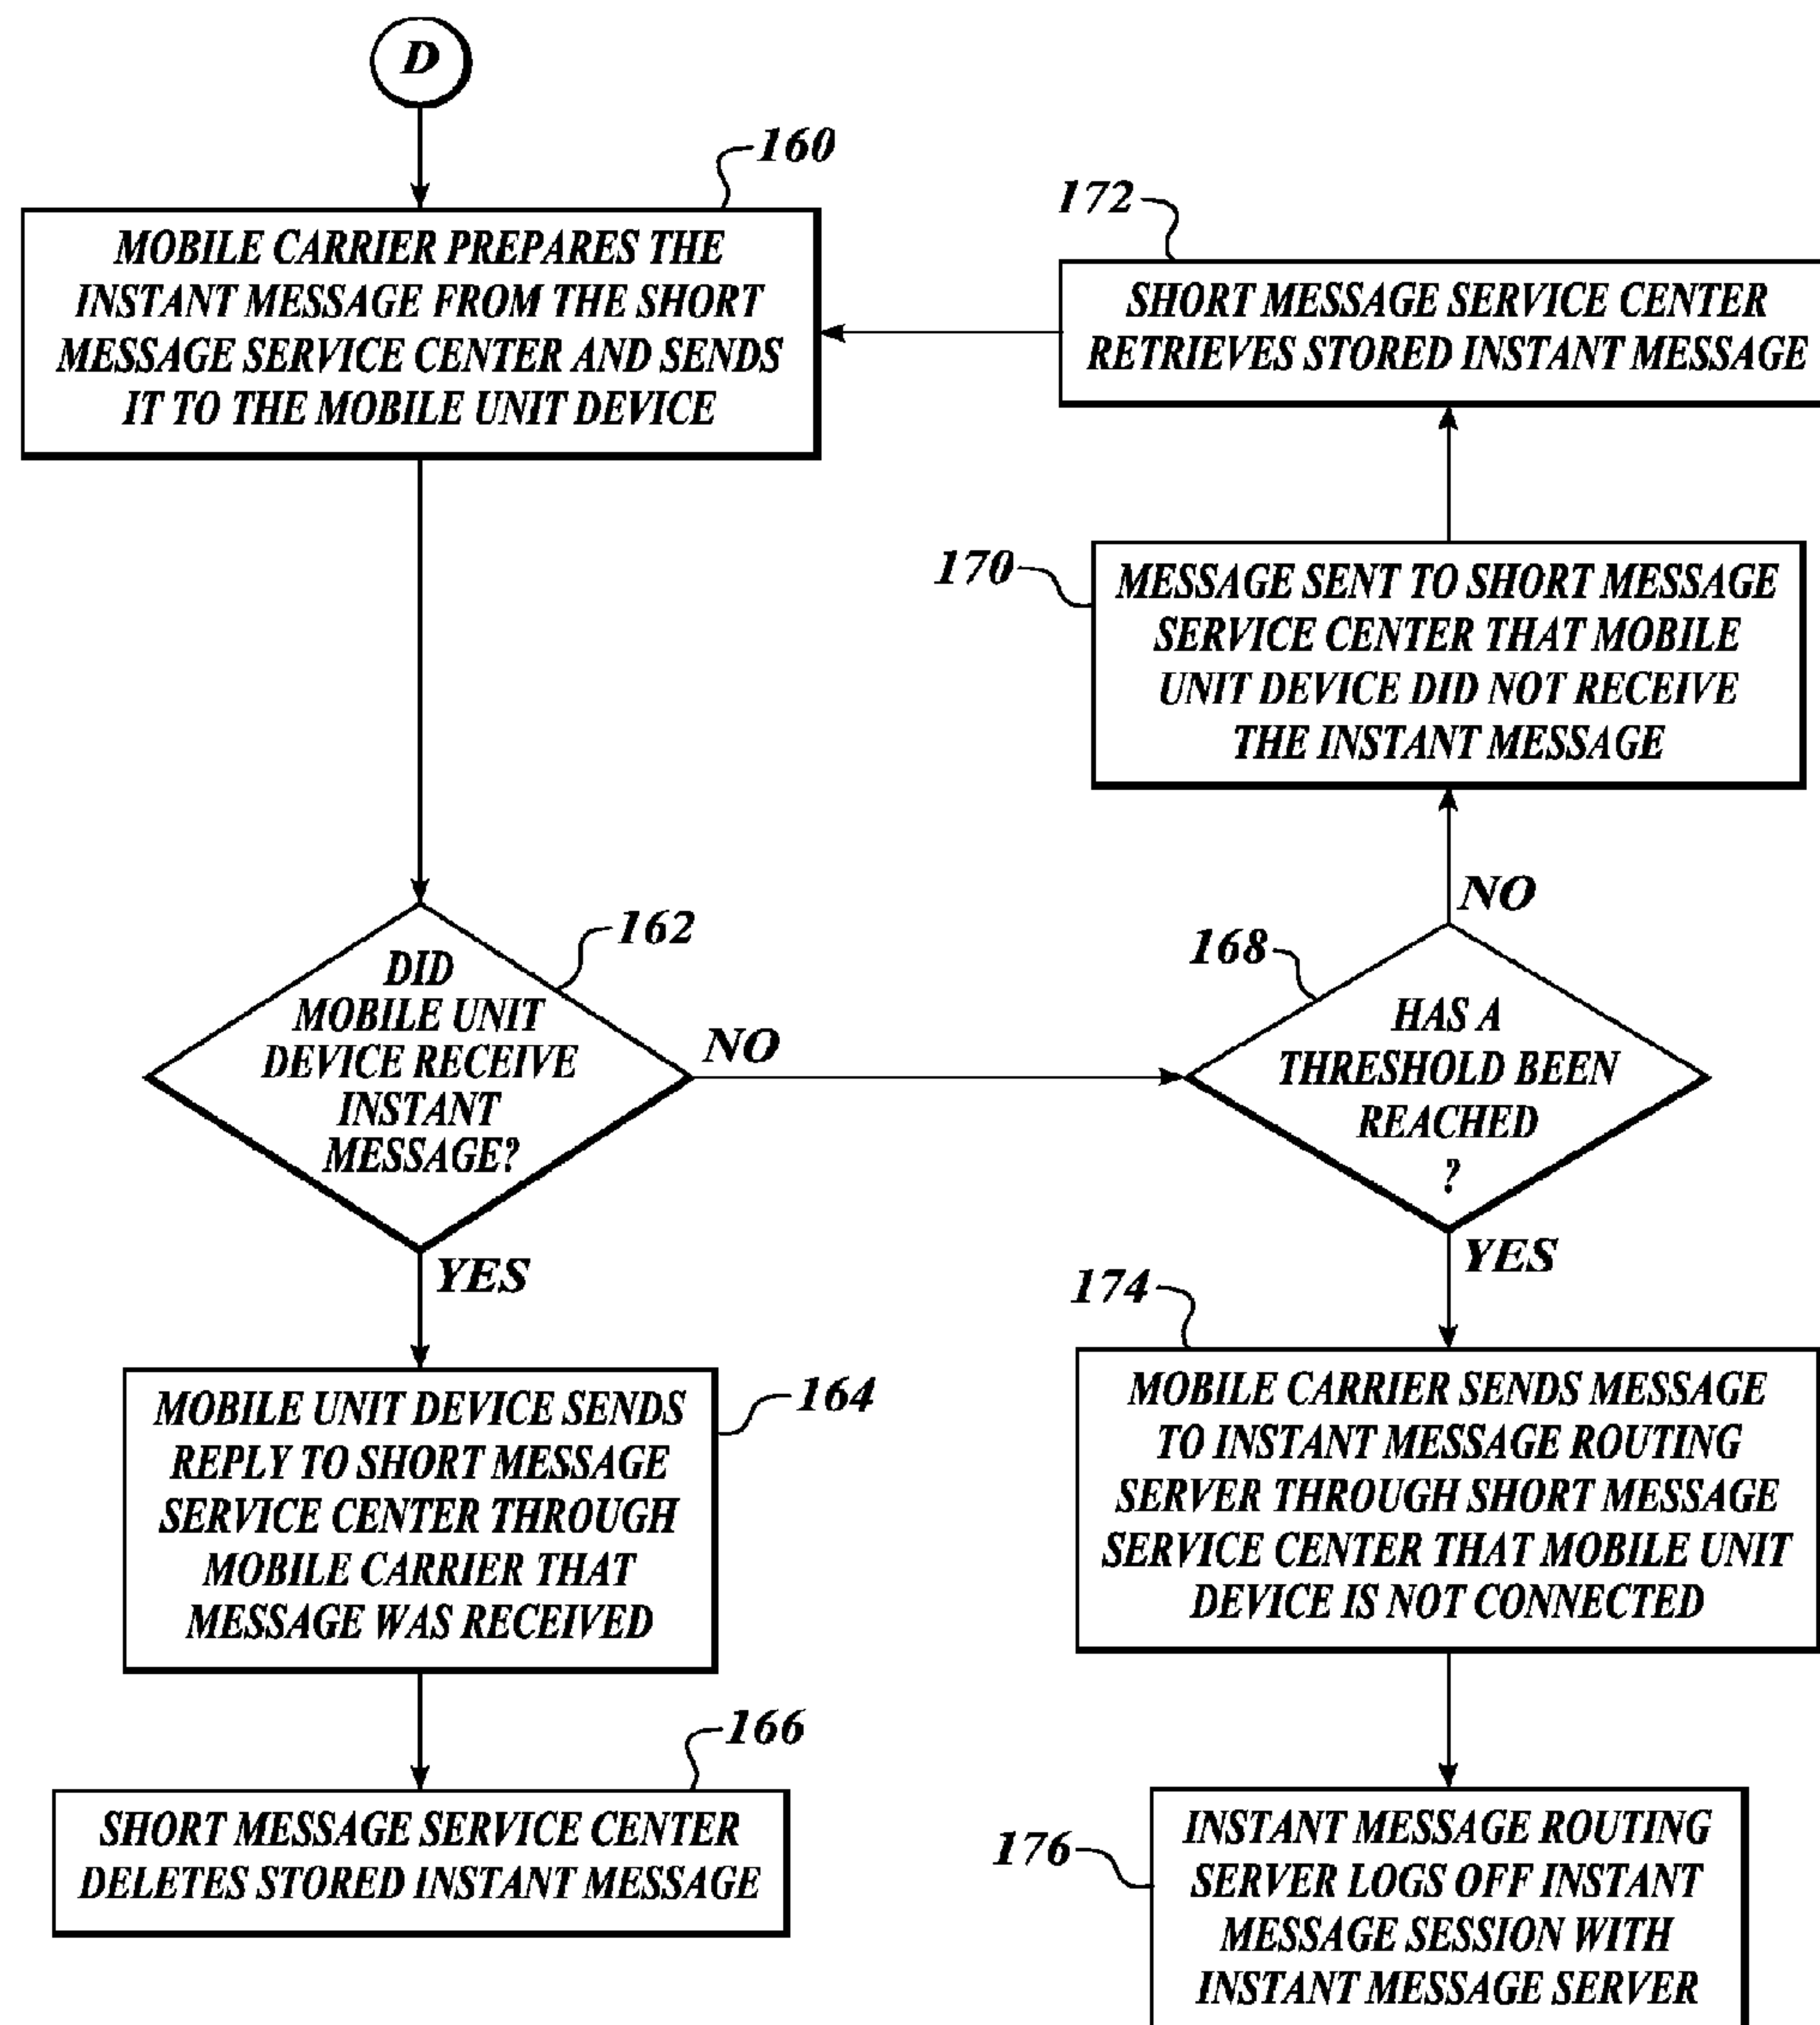 D
160
MOBILE CARRIER PREPARES THE
INSTANT MESSAGE FROM THE SHORT
MESSAGE SERVICE CENTER AND SENDS
IT TO THE MOBILE UNIT DEVICE
172
SHORT MESSAGE SERVICE CENTER
RETRIEVES STORED INSTANT MESSAGE
170
MESSAGE SENT TO SHORT MESSAGE
SERVICE CENTER THAT MOBILE
UNIT DEVICE DID NOT RECEIVE
THE INSTANT MESSAGE
NO
162
DID
MOBILE UNIT
DEVICE RECEIVE
INSTANT
MESSAGE?
NO
168
HAS A
THRESHOLD BEEN
REACHED
?
YES
YES
164
MOBILE UNIT DEVICE SENDS
REPLY TO SHORT MESSAGE
SERVICE CENTER THROUGH
MOBILE CARRIER THAT
MESSAGE WAS RECEIVED
174
MOBILE CARRIER SENDS MESSAGE
TO INSTANT MESSAGE ROUTING
SERVER THROUGH SHORT MESSAGE
SERVICE CENTER THAT MOBILE UNIT
DEVICE IS NOT CONNECTED
166
SHORT MESSAGE SERVICE CENTER
DELETES STORED INSTANT MESSAGE
176
INSTANT MESSAGE ROUTING
SERVER LOGS OFF INSTANT
MESSAGE SESSION WITH
INSTANT MESSAGE SERVER